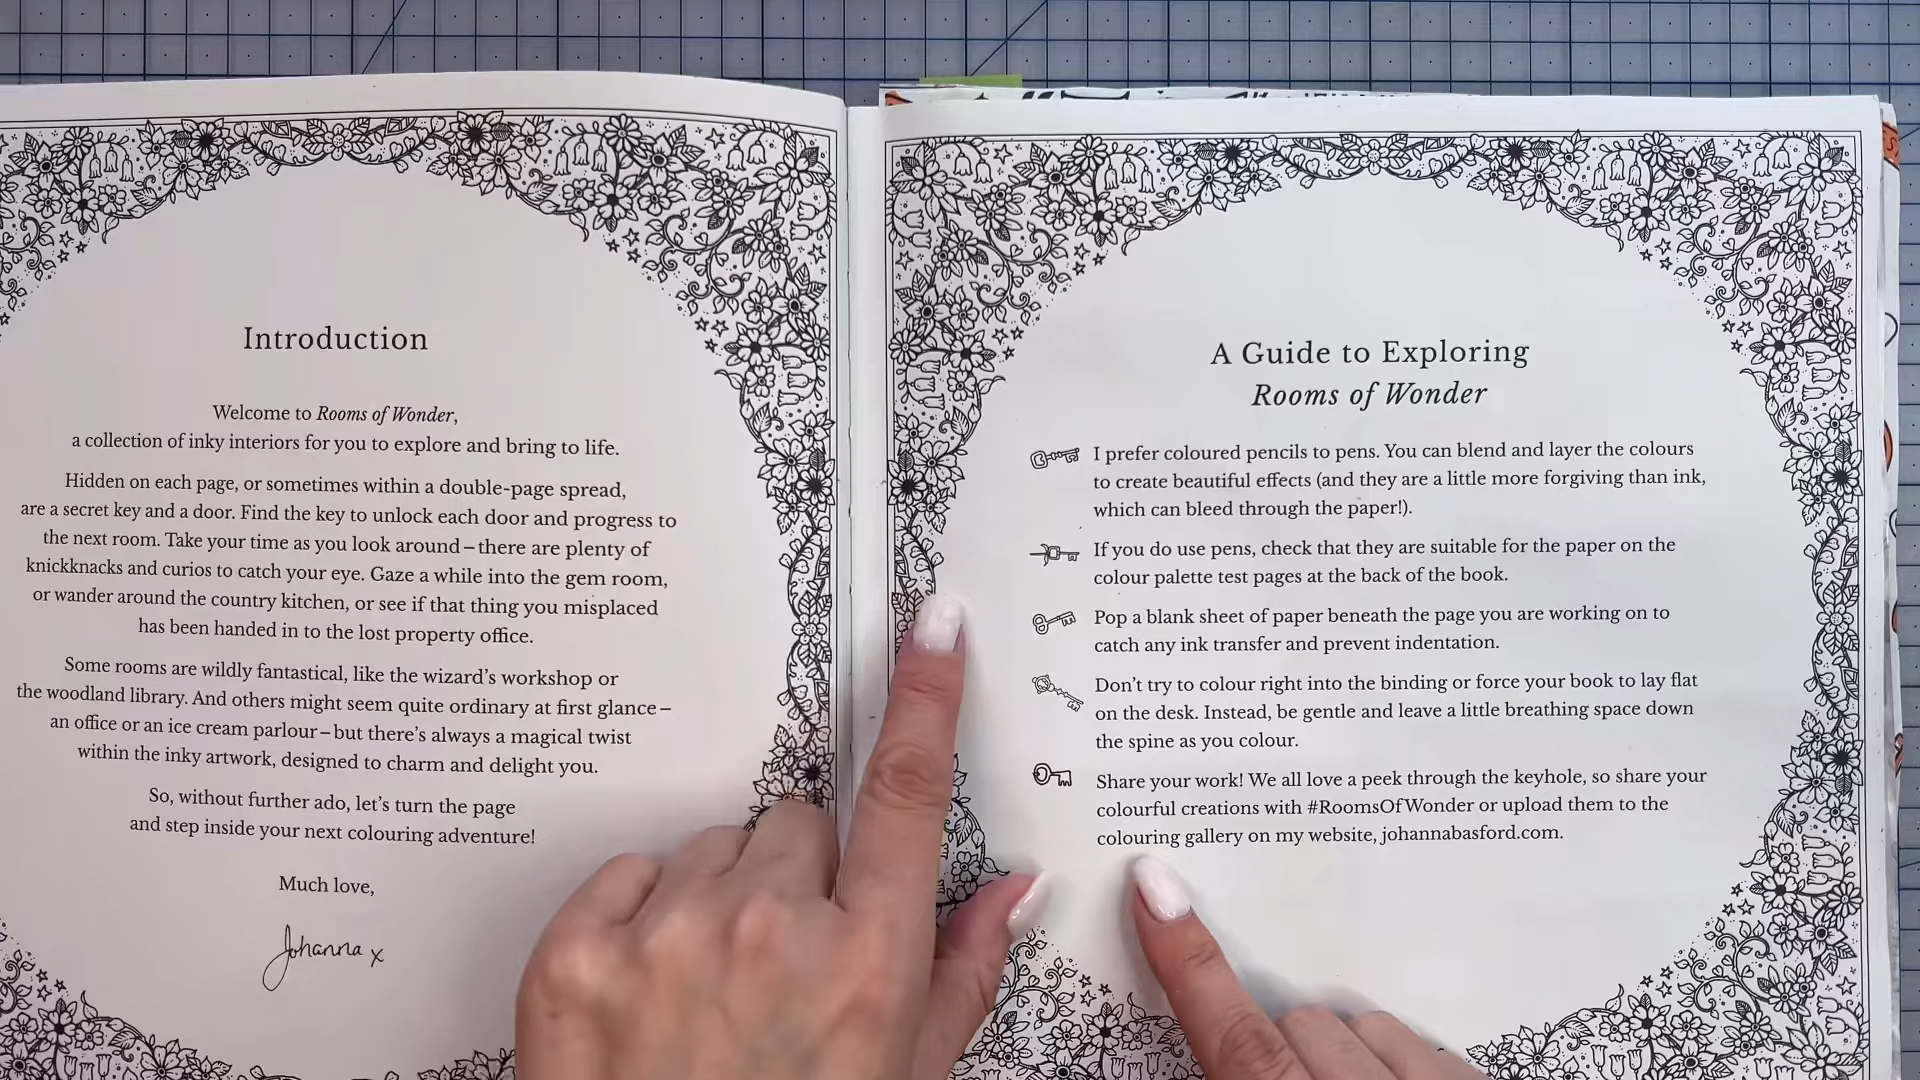 Introduction
Welcome to Rooms of Wonder,
a collection of inky interiors for you to explore and bring to life.
Hidden on each page, or sometimes within a double-page spread,
are a secret key and a door. Find the key to unlock each door and progress to
the next room. Take your time as you look around – there are plenty of
knickknacks and curios to catch your eye. Gaze a while into the gem room,
or wander around the country kitchen, or see if that thing you misplaced
has been handed in to the lost property office.
Some rooms are wildly fantastical, like the wizard's workshop or
the woodland library. And others might seem quite ordinary at first glance –
an office or an ice cream parlour – but there's always a magical twist
within the inky artwork, designed to charm and delight you.
So, without further ado, let's turn the page
and step inside your next colouring adventure!
Much love,
Johanna x
A Guide to Exploring
Rooms of Wonder
I prefer coloured pencils to pens. You can blend and layer the colours
to create beautiful effects (and they are a little more forgiving than ink,
which can bleed through the paper!).
If you do use pens, check that they are suitable for the paper on the
colour palette test pages at the back of the book.
Pop a blank sheet of paper beneath the page you are working on to
catch any ink transfer and prevent indentation.
Don't try to colour right into the binding or force your book to lay flat
on the desk. Instead, be gentle and leave a little breathing space down
the spine as you colour.
Share your work! We all love a peek through the keyhole, so share your
colourful creations with #RoomsOfWonder or upload them to the
colouring gallery on my website, johannabasford.com.